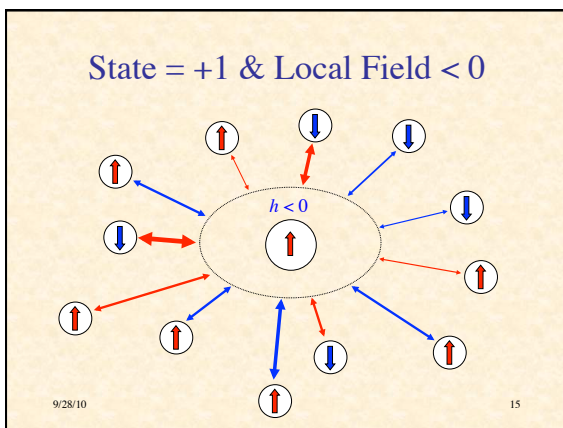 State = +1 & Local Field < 0
h < 0
9/28/10
15